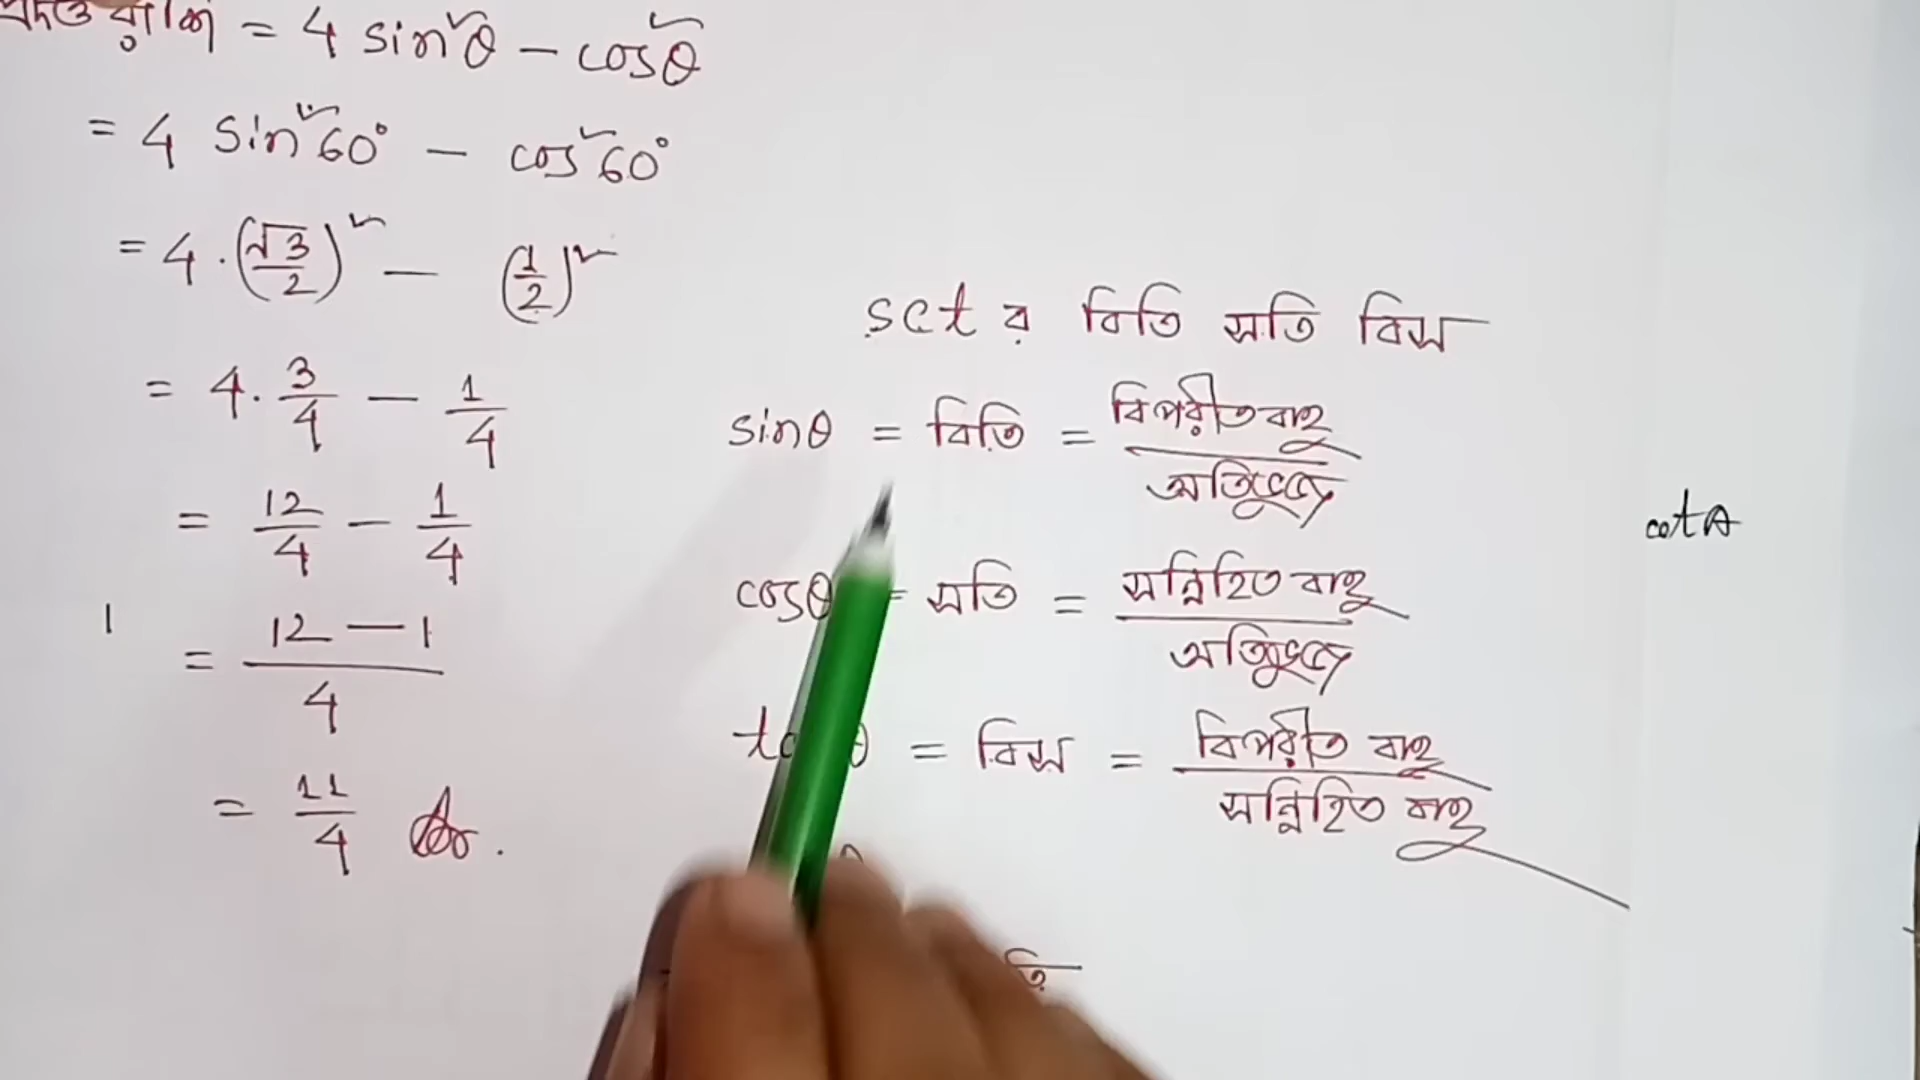 প্রদত্ত রাশি = 4 sin²θ − cos²θ
= 4 sin²60° − cos²60°
= 4 · (√3/2)² − (1/2)²
= 4 · 3/4 − 1/4
= 12/4 − 1/4
1
= 12 − 1 / 4
= 11/4
sct র বিতি সতি বিস
sinθ = বিতি = বিপরীত বাহু / অতিভুজ
cosθ = সতি = সন্নিহিত বাহু / অতিভুজ
θ = বিস = বিপরীত বাহু / সন্নিহিত বাহু
cotA
তি